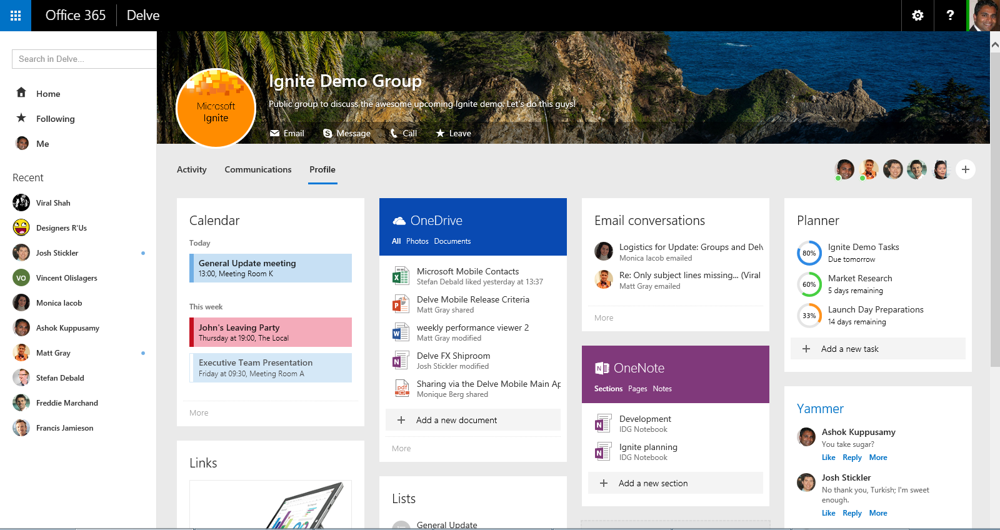 Office 365
Delve
?
Search in Delve...
Home
Following
Me
Recent
Viral Shah
Designers R'Us
Josh Stickler
VO
Vincent Olislagers
Monica Iacob
Ashok Kuppusamy
Matt Gray
Stefan Debald
Freddie Marchand
Francis Jamieson
Microsoft
Ignite
Ignite Demo Group
Public group to discuss the awesome upcoming Ignite demo. Let's do this guys!
Email
Message
Call
Leave
Activity
Communications
Profile
Calendar
Today
General Update meeting
13:00, Meeting Room K
This week
John's Leaving Party
Thursday at 19:00, The Local
Executive Team Presentation
Friday at 09:30, Meeting Room A
More
Links
OneDrive
All Photos Documents
Microsoft Mobile Contacts
Stefan Debald liked yesterday at 13:37
Delve Mobile Release Criteria
Matt Gray shared
weekly performance viewer 2
Matt Gray modified
Delve FX Shiproom
Josh Stickler modified
pdf
Sharing via the Delve Mobile Main Ap
Monique Berg shared
Add a new document
More
Lists
General Update
Email conversations
Logistics for Update: Groups and Delv
Monica Iacob emailed
Re: Only subject lines missing... (Viral
Matt Gray emailed
More
OneNote
Sections Pages Notes
Development
IDG Notebook
Ignite planning
IDG Notebook
Add a new section
Planner
80%
Ignite Demo Tasks
Due tomorrow
60%
Market Research
5 days remaining
33%
Launch Day Preparations
14 days remaining
Add a new task
Yammer
Ashok Kuppusamy
You take sugar?
Like Reply More
Josh Stickler
No thank you, Turkish; I'm sweet
enough.
Like Reply More